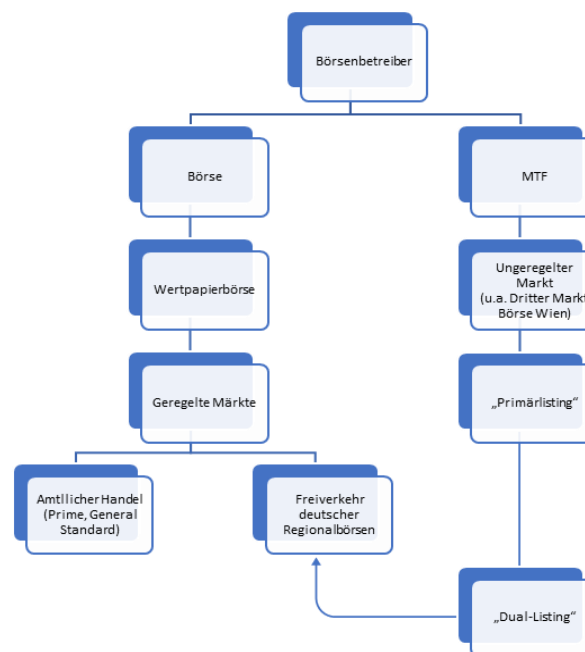 Börsenbetreiber
Börse
MTF
Wertpapierbörse
Ungeregelter
Markt
(u.a. Dritter Markt
Börse Wien)
Geregelte Märkte
„Primärlisting“
Amtllicher Handel
(Prime, General
Standard)
Freiverkehr
deutscher
Regionalbörsen
„Dual-Listing“